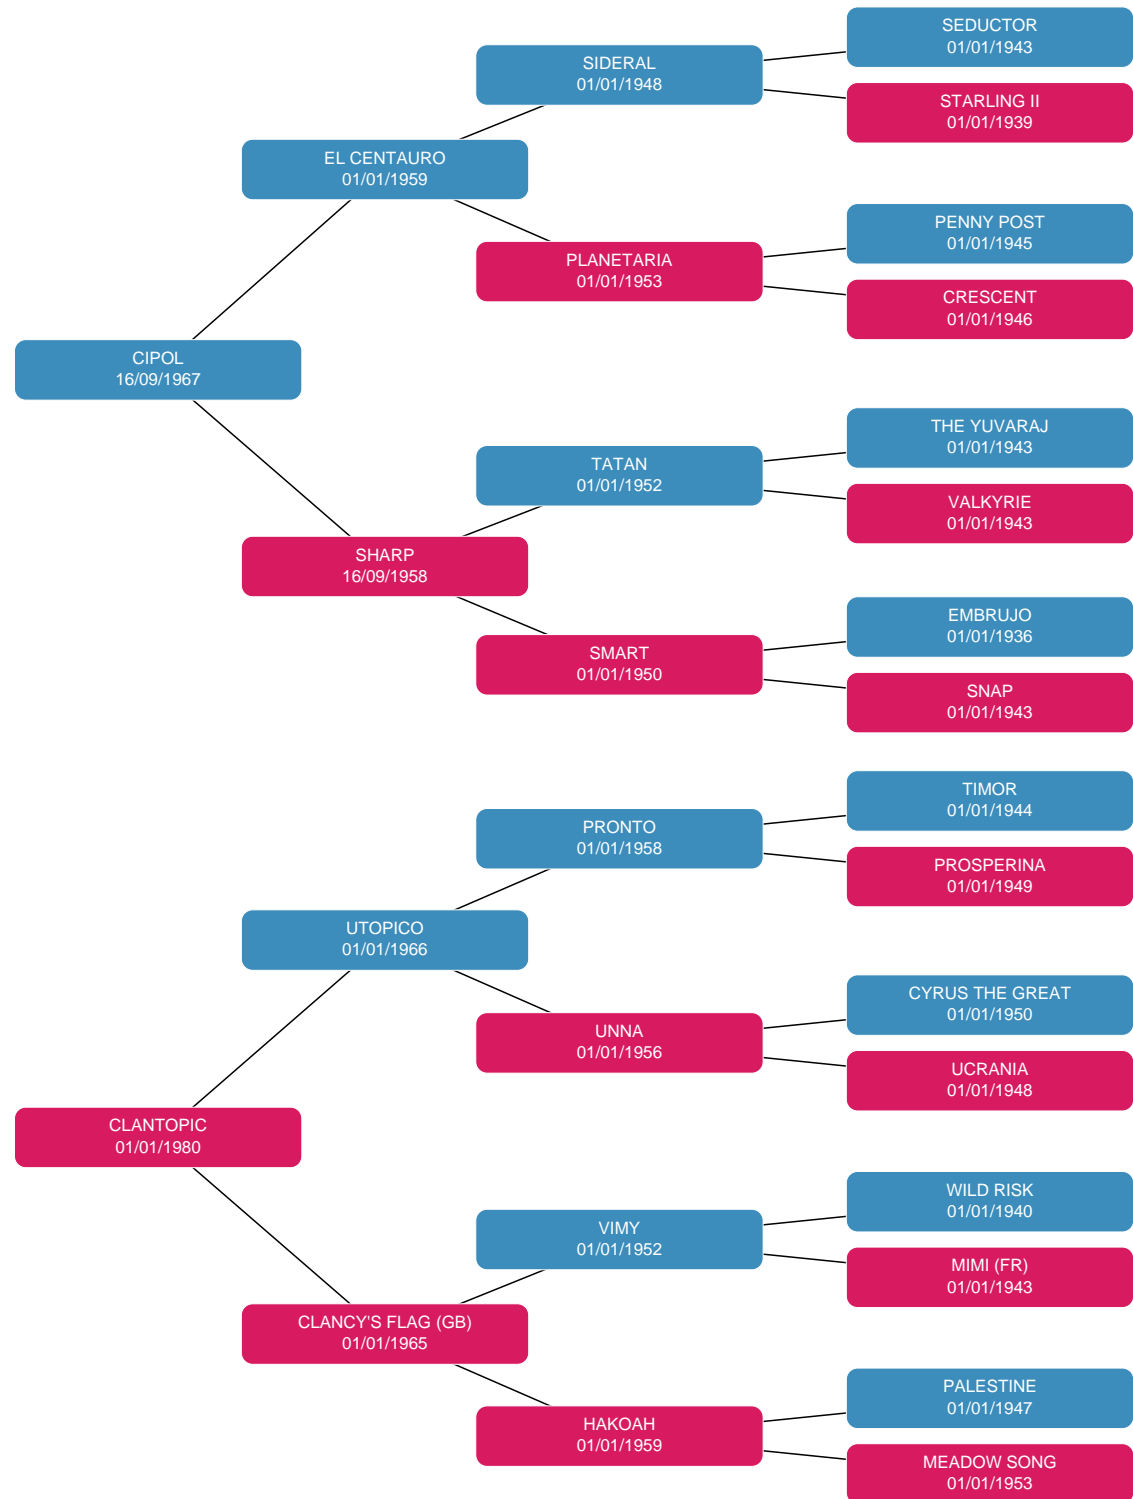 SEDUCTOR
01/01/1943
SIDERAL
01/01/1948
STARLING II
01/01/1939
EL CENTAURO
01/01/1959
PENNY POST
01/01/1945
PLANETARIA
01/01/1953
CRESCENT
01/01/1946
CIPOL
16/09/1967
THE YUVARAJ
01/01/1943
TATAN
01/01/1952
VALKYRIE
01/01/1943
SHARP
16/09/1958
EMBRUJO
01/01/1936
SMART
01/01/1950
SNAP
01/01/1943
TIMOR
01/01/1944
PRONTO
01/01/1958
PROSPERINA
01/01/1949
UTOPICO
01/01/1966
CYRUS THE GREAT
01/01/1950
UNNA
01/01/1956
UCRANIA
01/01/1948
CLANTOPIC
01/01/1980
WILD RISK
01/01/1940
VIMY
01/01/1952
MIMI (FR)
01/01/1943
CLANCY'S FLAG (GB)
01/01/1965
PALESTINE
01/01/1947
HAKOAH
01/01/1959
MEADOW SONG
01/01/1953